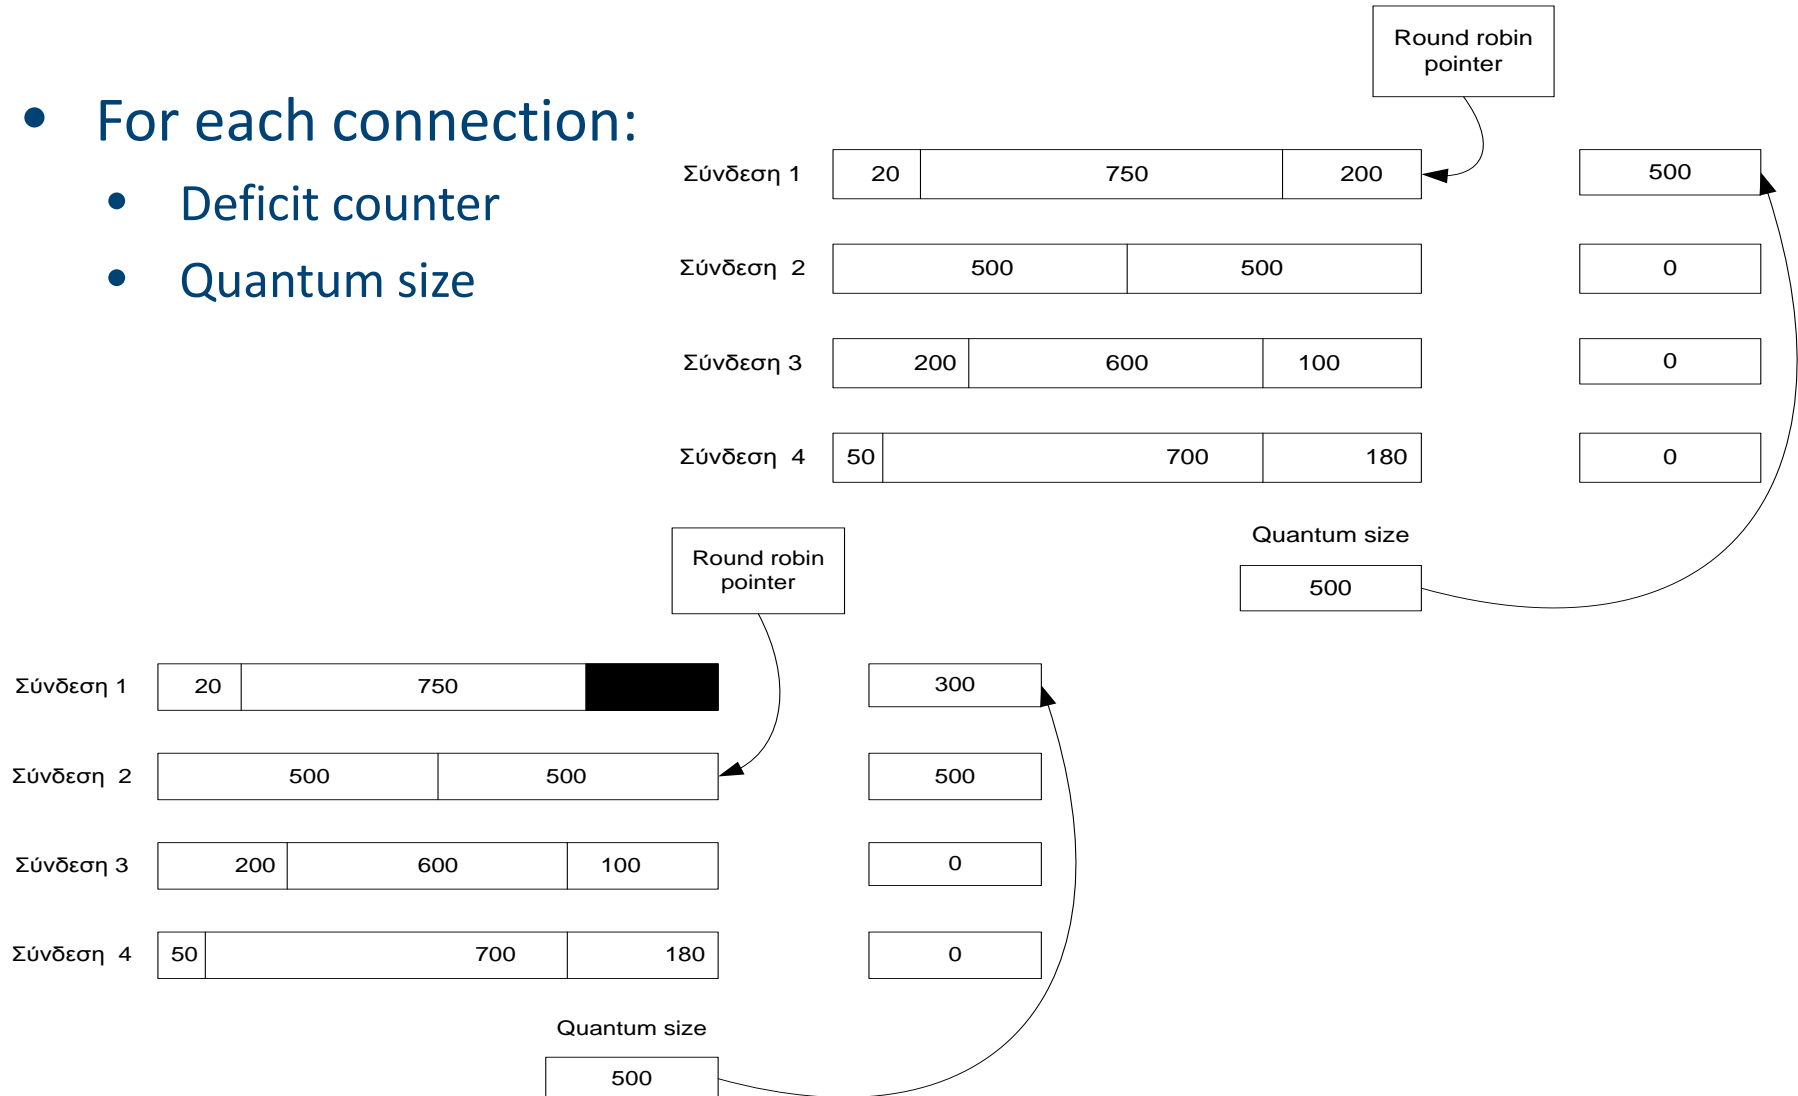 • For each connection:
• Deficit counter
• Quantum size
Round robin
pointer
Σύνδεση 1 20 750 200 500
Σύνδεση 2 500 500 0
Σύνδεση 3 200 600 100 0
Σύνδεση 4 50 700 180 0
Quantum size
500
Round robin
pointer
Σύνδεση 1 20 750 300
Σύνδεση 2 500 500 500
Σύνδεση 3 200 600 100 0
Σύνδεση 4 50 700 180 0
Quantum size
500